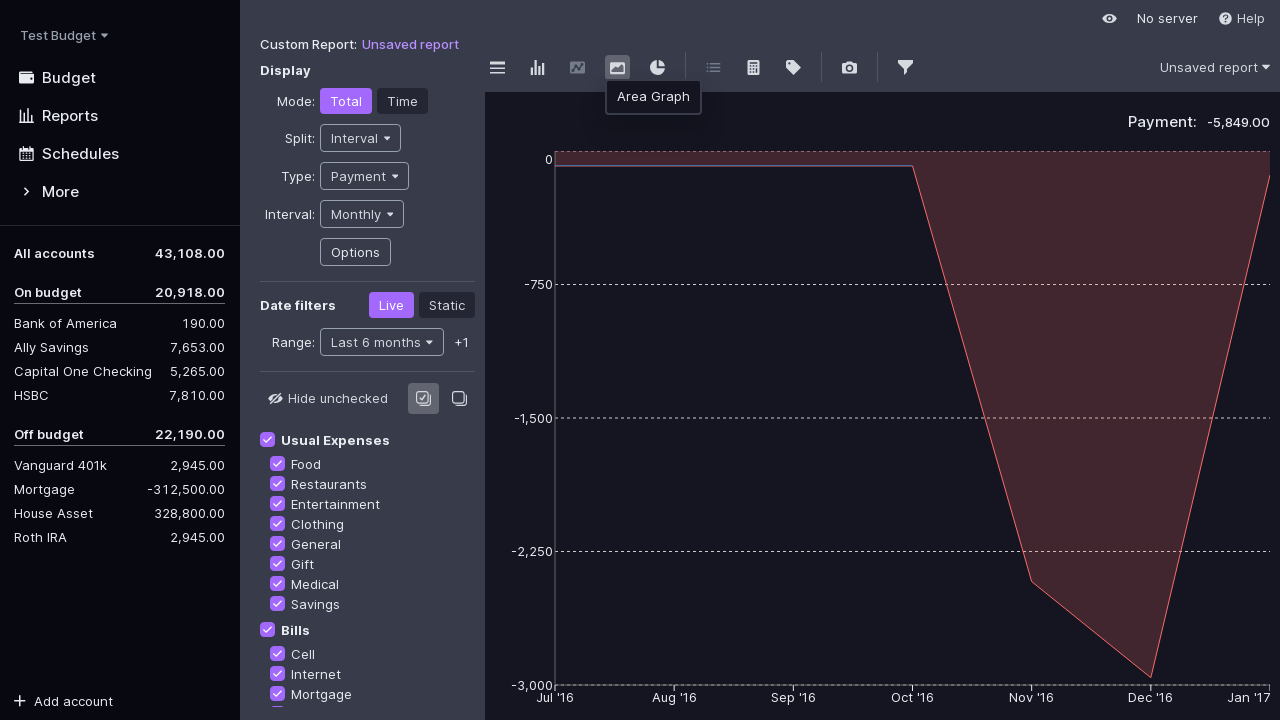 Test Budget
Budget
Reports
Schedules
More
All accounts 43,108.00
On budget 20,918.00
Bank of America 190.00
Ally Savings 7,653.00
Capital One Checking 5,265.00
HSBC 7,810.00
Off budget 22,190.00
Vanguard 401k 2,945.00
Mortgage -312,500.00
House Asset 328,800.00
Roth IRA 2,945.00
Add account
No server
Help
Custom Report: Unsaved report
Display
Mode: Total Time
Split: Interval
Type: Payment
Interval: Monthly
Options
Date filters Live Static
Range: Last 6 months +1
Hide unchecked
Usual Expenses
Food
Restaurants
Entertainment
Clothing
General
Gift
Medical
Savings
Bills
Cell
Internet
Mortgage
Unsaved report
Area Graph
Payment: -5,849.00
0
-750
-1,500
-2,250
-3,000
Jul '16 Aug '16 Sep '16 Oct '16 Nov '16 Dec '16 Jan '17